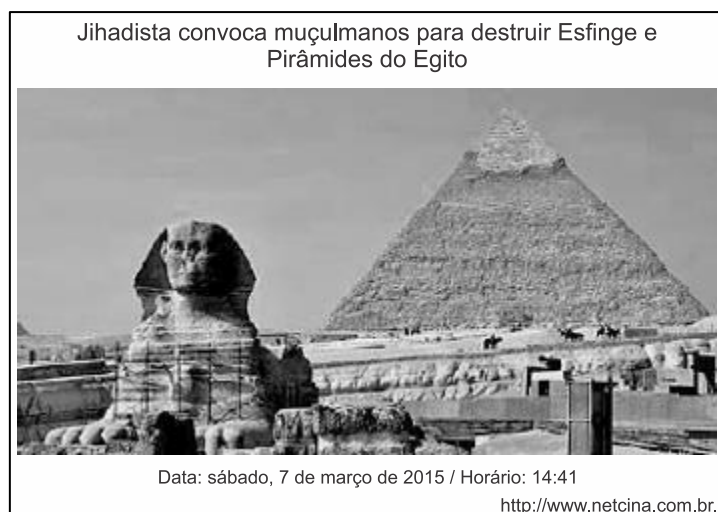 Jihadista convoca muçulmanos para destruir Esfinge e
Pirâmides do Egito
Data: sábado, 7 de março de 2015 / Horário: 14:41
http://www.netcina.com.br.